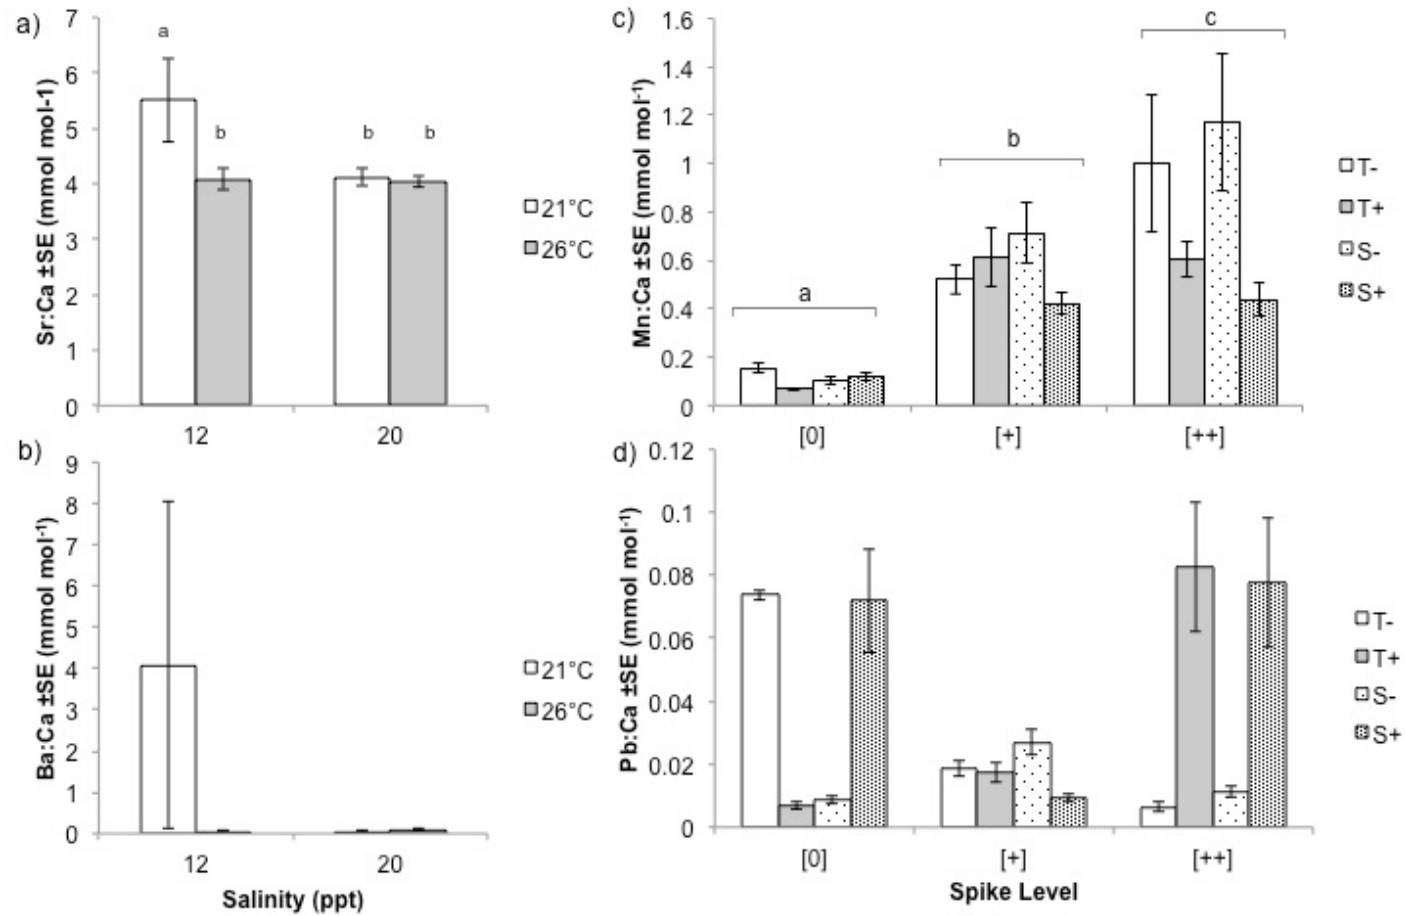 a)
Sr:Ca ±SE (mmol mol-1)
7
6
5
4
3
2
1
0
a
b
b
b
12
20
21°C
26°C
b)
Ba:Ca ±SE (mmol mol⁻¹)
9
8
7
6
5
4
3
2
1
0
12
20
Salinity (ppt)
21°C
26°C
c)
Mn:Ca ±SE (mmol mol⁻¹)
1.6
1.4
1.2
1
0.8
0.6
0.4
0.2
0
a
b
c
[0]
[+]
[++]
T-
T+
S-
S+
d)
Pb:Ca ±SE (mmol mol⁻¹)
0.12
0.1
0.08
0.06
0.04
0.02
0
[0]
[+]
[++]
Spike Level
T-
T+
S-
S+